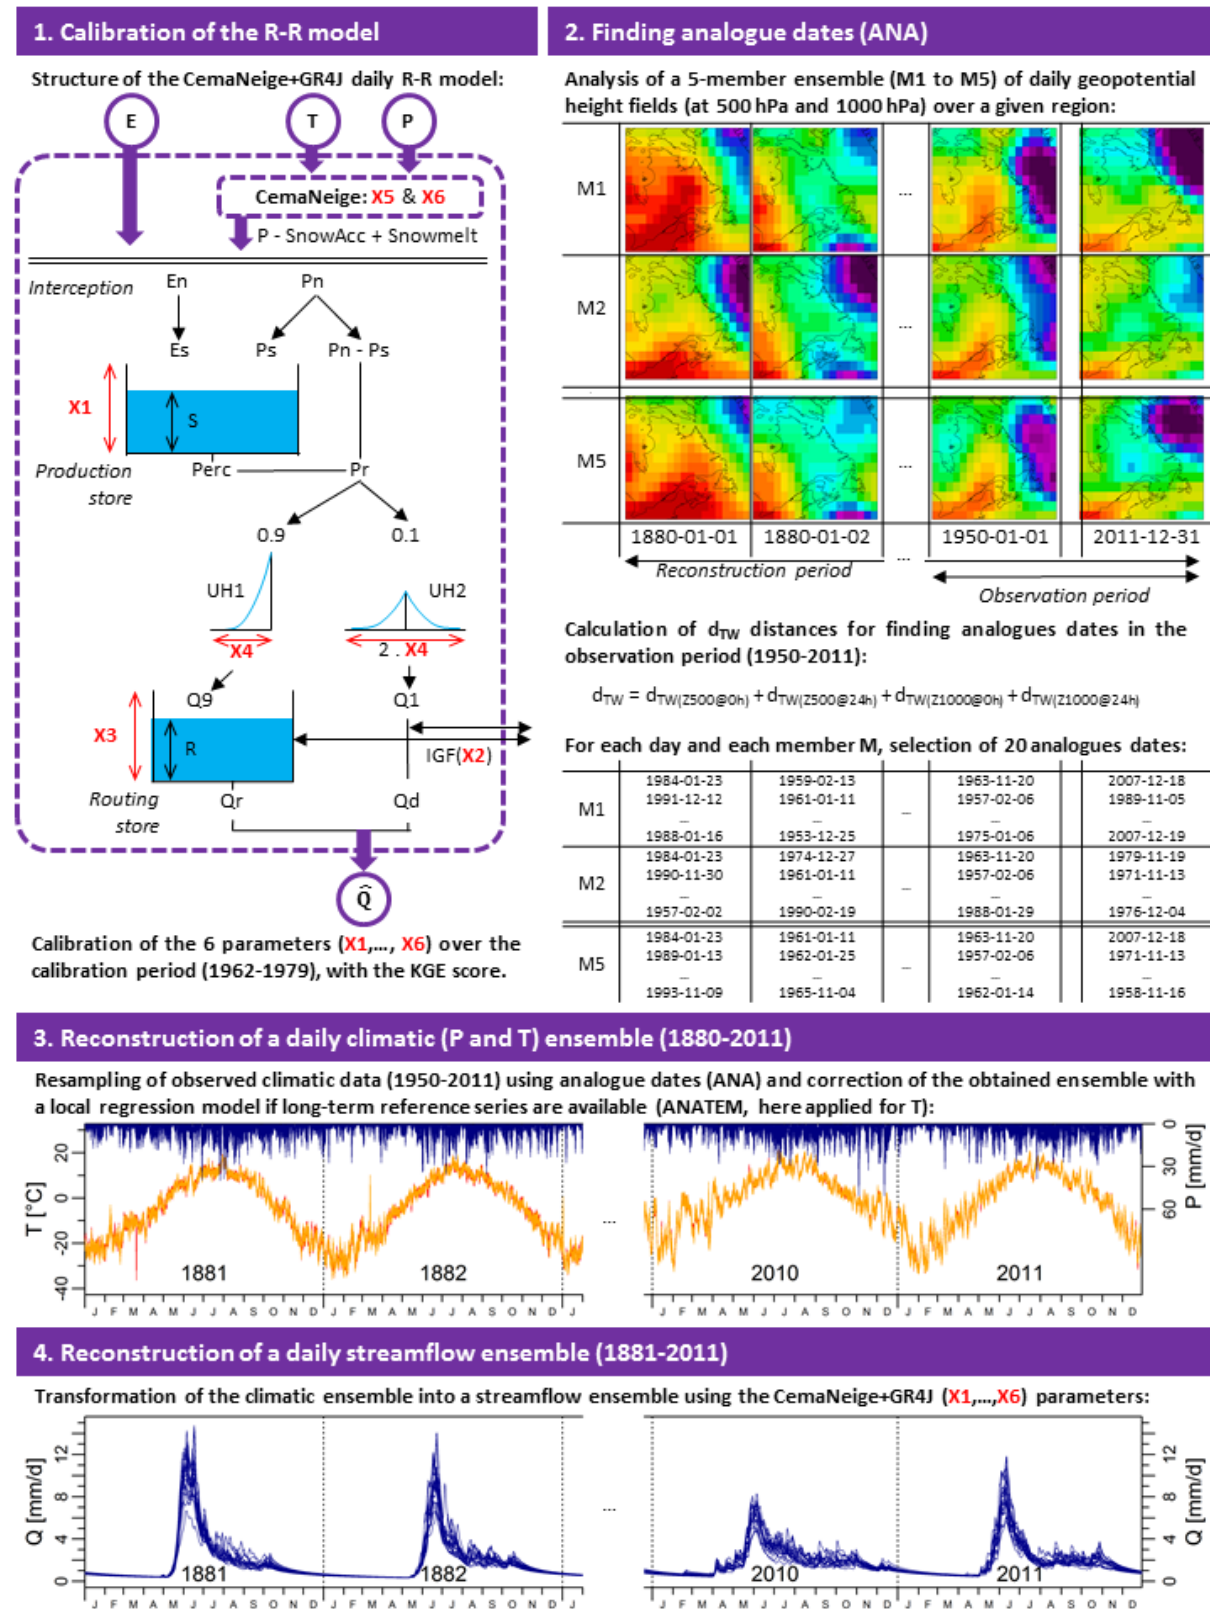 1. Calibration of the R-R model
Structure of the CemaNeige+GR4J daily R-R model:
E
T
P
CemaNeige: X5 & X6
P - SnowAcc + Snowmelt
Interception
En
Pn
Es
Ps
Pn - Ps
X1
S
Production
store
Perc
Pr
0.9
0.1
UH1
UH2
X4
2 . X4
Q9
Q1
X3
R
IGF(X2)
Routing
store
Qr
Qd
Q̂
Calibration of the 6 parameters (X1,..., X6) over the
calibration period (1962-1979), with the KGE score.
2. Finding analogue dates (ANA)
Analysis of a 5-member ensemble (M1 to M5) of daily geopotential
height fields (at 500 hPa and 1000 hPa) over a given region:
M1
...
M2
...
M5
...
1880-01-01 1880-01-02 ... 1950-01-01 2011-12-31
Reconstruction period
Observation period
Calculation of dTW distances for finding analogues dates in the
observation period (1950-2011):
dTW = dTW(Z500@0h) + dTW(Z500@24h) + dTW(Z1000@0h) + dTW(Z1000@24h)
For each day and each member M, selection of 20 analogues dates:
1984-01-23 1959-02-13 1963-11-20 2007-12-18
M1 1991-12-12 1961-01-11 1957-02-06 1989-11-05
... ... ... ... ...
1988-01-16 1953-12-25 1975-01-06 2007-12-19
1984-01-23 1974-12-27 1963-11-20 1979-11-19
M2 1990-11-30 1961-01-11 1957-02-06 1971-11-13
... ... ... ... ...
1957-02-02 1990-02-19 1988-01-29 1976-12-04
1984-01-23 1961-01-11 1963-11-20 2007-12-18
M5 1989-01-13 1962-01-25 1957-02-06 1971-11-13
... ... ... ... ...
1993-11-09 1965-11-04 1962-01-14 1958-11-16
3. Reconstruction of a daily climatic (P and T) ensemble (1880-2011)
Resampling of observed climatic data (1950-2011) using analogue dates (ANA) and correction of the obtained ensemble with
a local regression model if long-term reference series are available (ANATEM, here applied for T):
T [°C]
20
0
-20
-40
1881
1882
...
2010
2011
0
30
60
P [mm/d]
J F M A M J J A S O N D J F M A M J J A S O N D J
J F M A M J J A S O N D J F M A M J J A S O N D
4. Reconstruction of a daily streamflow ensemble (1881-2011)
Transformation of the climatic ensemble into a streamflow ensemble using the CemaNeige+GR4J (X1,...,X6) parameters:
Q [mm/d]
12
8
4
0
1881
1882
...
2010
2011
12
8
4
0
Q [mm/d]
J F M A M J J A S O N D J F M A M J J A S O N D J
J F M A M J J A S O N D J F M A M J J A S O N D